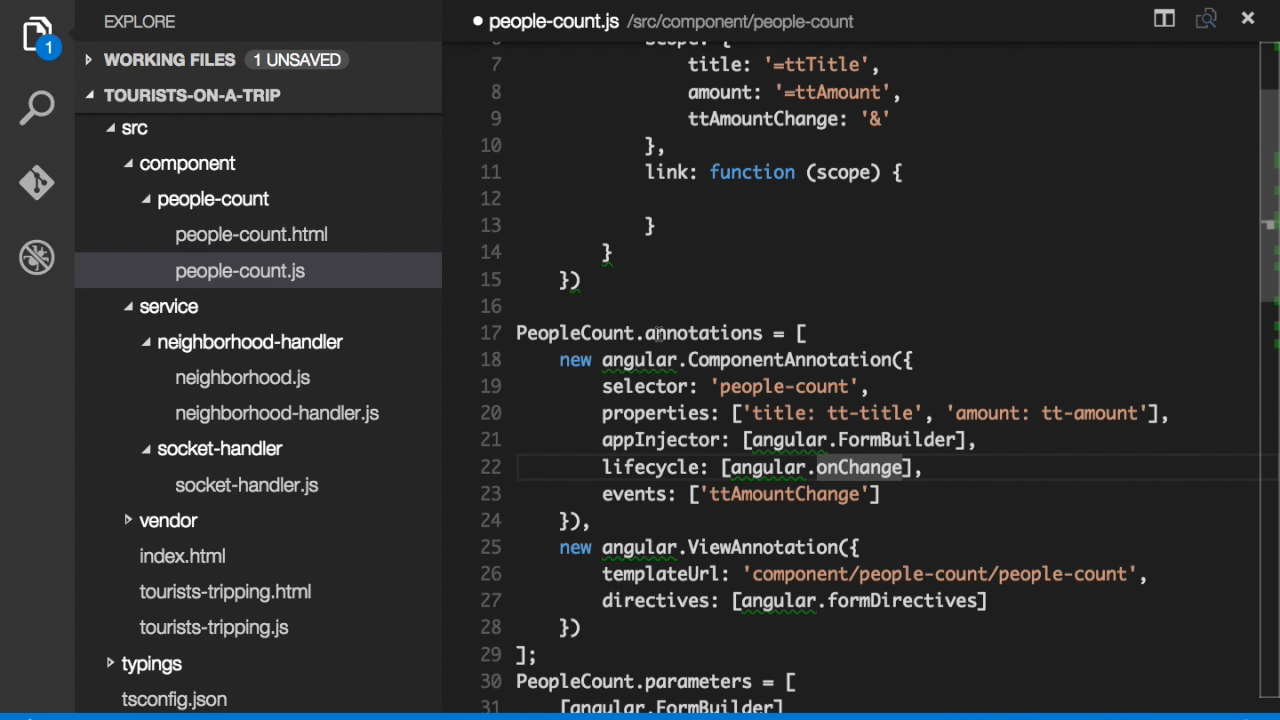 EXPLORE
1
WORKING FILES 1 UNSAVED
TOURISTS-ON-A-TRIP
src
component
people-count
people-count.html
people-count.js
service
neighborhood-handler
neighborhood.js
neighborhood-handler.js
socket-handler
socket-handler.js
vendor
index.html
tourists-tripping.html
tourists-tripping.js
typings
tsconfig.json
people-count.js /src/component/people-count
6 scope: {
7 title: '=ttTitle',
8 amount: '=ttAmount',
9 ttAmountChange: '&'
10 },
11 link: function (scope) {
12
13 }
14 }
15 })
16
17 PeopleCount.annotations = [
18 new angular.ComponentAnnotation({
19 selector: 'people-count',
20 properties: ['title: tt-title', 'amount: tt-amount'],
21 appInjector: [angular.FormBuilder],
22 lifecycle: [angular.onChange],
23 events: ['ttAmountChange']
24 }),
25 new angular.ViewAnnotation({
26 templateUrl: 'component/people-count/people-count',
27 directives: [angular.formDirectives]
28 })
29 ];
30 PeopleCount.parameters = [
31 [angular.FormBuilder]